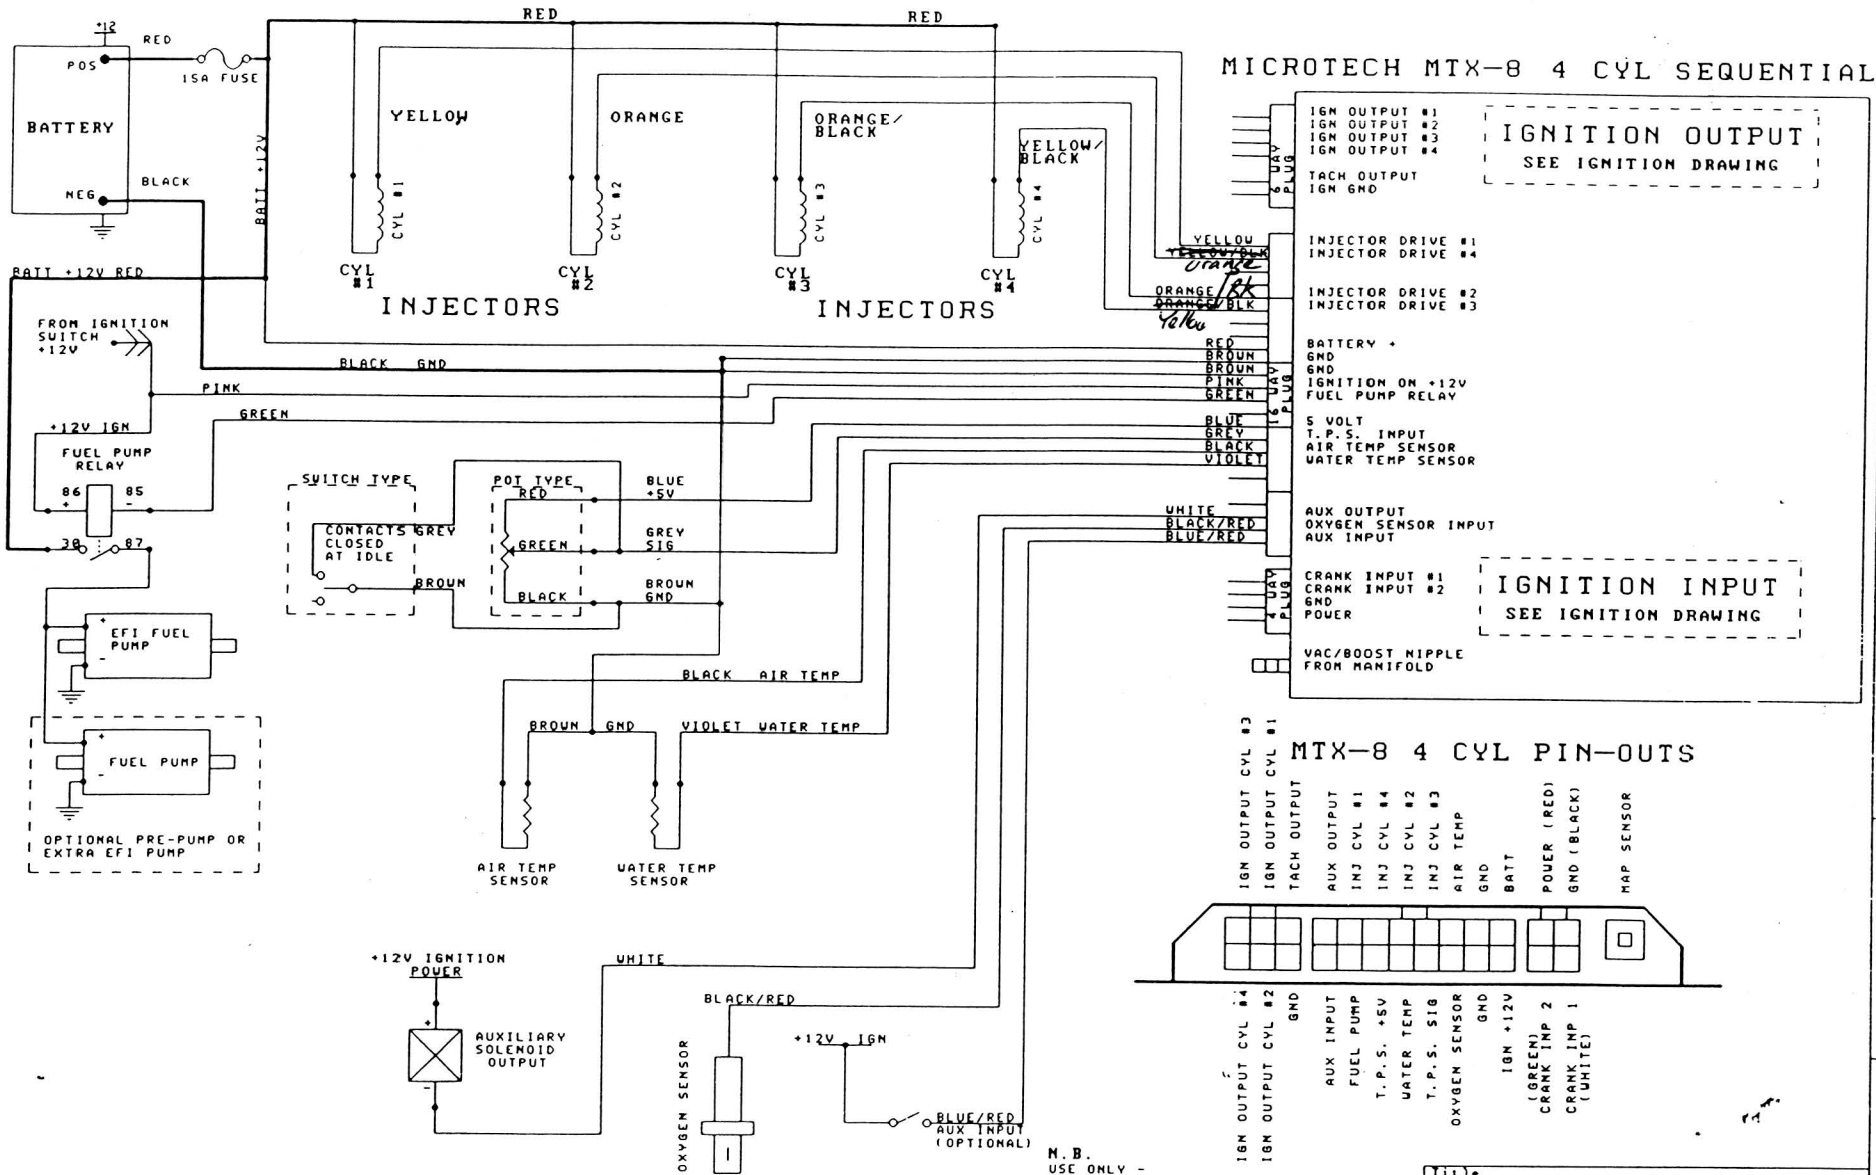 +12
RED
POS
15A FUSE
BATTERY
NEG
BLACK
BATT +12V
RED
RED
YELLOW
ORANGE
ORANGE/
BLACK
YELLOW/
BLACK
CYL #1
CYL #2
CYL #3
CYL #4
CYL
#1
CYL
#2
CYL
#3
CYL
#4
INJECTORS
INJECTORS
BATT +12V RED
FROM IGNITION
SWITCH
+12V
BLACK GND
PINK
GREEN
+12V IGN
FUEL PUMP
RELAY
86
+
85
-
30
87
SWITCH TYPE
CONTACTS
CLOSED
AT IDLE
GREY
BROWN
POT TYPE
RED
GREEN
BLACK
BLUE
+5V
GREY
SIG
BROWN
GND
+
EFI FUEL
PUMP
-
+
FUEL PUMP
-
OPTIONAL PRE-PUMP OR
EXTRA EFI PUMP
BLACK AIR TEMP
BROWN GND
VIOLET WATER TEMP
AIR TEMP
SENSOR
WATER TEMP
SENSOR
+12V IGNITION
POWER
+
-
AUXILIARY
SOLENOID
OUTPUT
WHITE
BLACK/RED
OXYGEN SENSOR
+12V IGN
BLUE/RED
AUX INPUT
(OPTIONAL)
N.B.
USE ONLY -
MICROTECH MTX-8 4 CYL SEQUENTIAL
6 WAY
PLUG
IGN OUTPUT #1
IGN OUTPUT #2
IGN OUTPUT #3
IGN OUTPUT #4
TACH OUTPUT
IGN GND
IGNITION OUTPUT
SEE IGNITION DRAWING
16 WAY
PLUG
YELLOW INJECTOR DRIVE #1
YELLOW/BLK INJECTOR DRIVE #4
Orange/Bk
ORANGE INJECTOR DRIVE #2
ORANGE/BLK INJECTOR DRIVE #3
Yellow
RED BATTERY +
BROWN GND
BROWN GND
PINK IGNITION ON +12V
GREEN FUEL PUMP RELAY
BLUE 5 VOLT
GREY T.P.S. INPUT
BLACK AIR TEMP SENSOR
VIOLET WATER TEMP SENSOR
WHITE AUX OUTPUT
BLACK/RED OXYGEN SENSOR INPUT
BLUE/RED AUX INPUT
4 WAY
PLUG
CRANK INPUT #1
CRANK INPUT #2
GND
POWER
IGNITION INPUT
SEE IGNITION DRAWING
VAC/BOOST NIPPLE
FROM MANIFOLD
MTX-8 4 CYL PIN-OUTS
IGN OUTPUT CYL #3
IGN OUTPUT CYL #1
TACH OUTPUT
AUX OUTPUT
INJ CYL #1
INJ CYL #4
INJ CYL #2
INJ CYL #3
AIR TEMP
GND
BATT
POWER (RED)
GND (BLACK)
MAP SENSOR
IGN OUTPUT CYL #4
IGN OUTPUT CYL #2
GND
AUX INPUT
FUEL PUMP
T.P.S. +5V
WATER TEMP
T.P.S. SIG
OXYGEN SENSOR
GND
IGN +12V
(GREEN)
CRANK INP 2
CRANK INP 1
(WHITE)